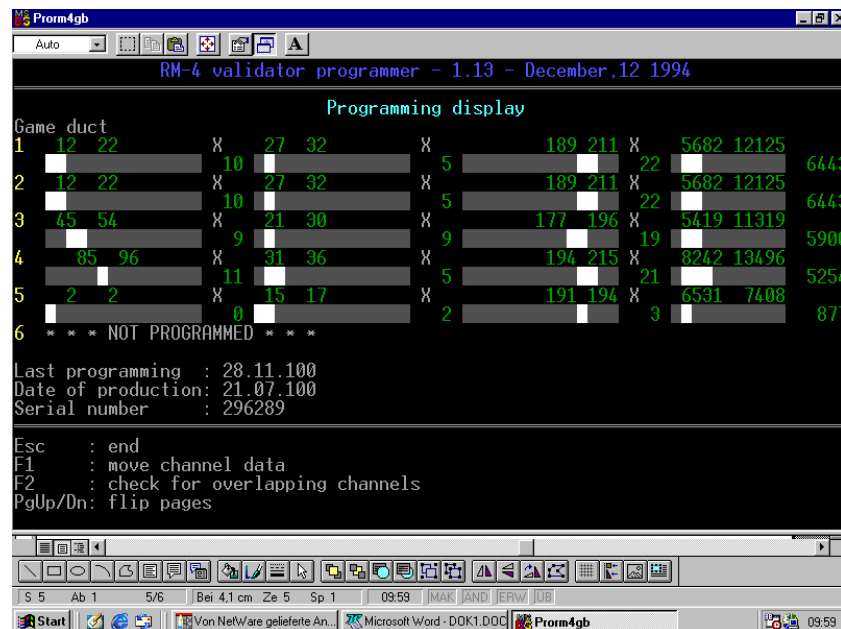 Prorm4gb
Auto A
RM-4 validator programmer - 1.13 - December,12 1994
Programming display
Game duct
1 12 22 X 27 32 X 189 211 X 5682 12125
10 5 22 6443
2 12 22 X 27 32 X 189 211 X 5682 12125
10 5 22 6443
3 45 54 X 21 30 X 177 196 X 5419 11319
9 9 19 5900
4 85 96 X 31 36 X 194 215 X 8242 13496
11 5 21 5254
5 2 2 X 15 17 X 191 194 X 6531 7408
0 2 3 87
6 * * * NOT PROGRAMMED * * *
Last programming : 28.11.100
Date of production: 21.07.100
Serial number : 296289
Esc : end
F1 : move channel data
F2 : check for overlapping channels
PgUp/Dn: flip pages
S 5 Ab 1 5/6 Bei 4,1 cm Ze 5 Sp 1 09:59 MAK ÄND ERW ÜB
Start Von NetWare gelieferte An... Microsoft Word - DOK1.DOC Prorm4gb 09:59